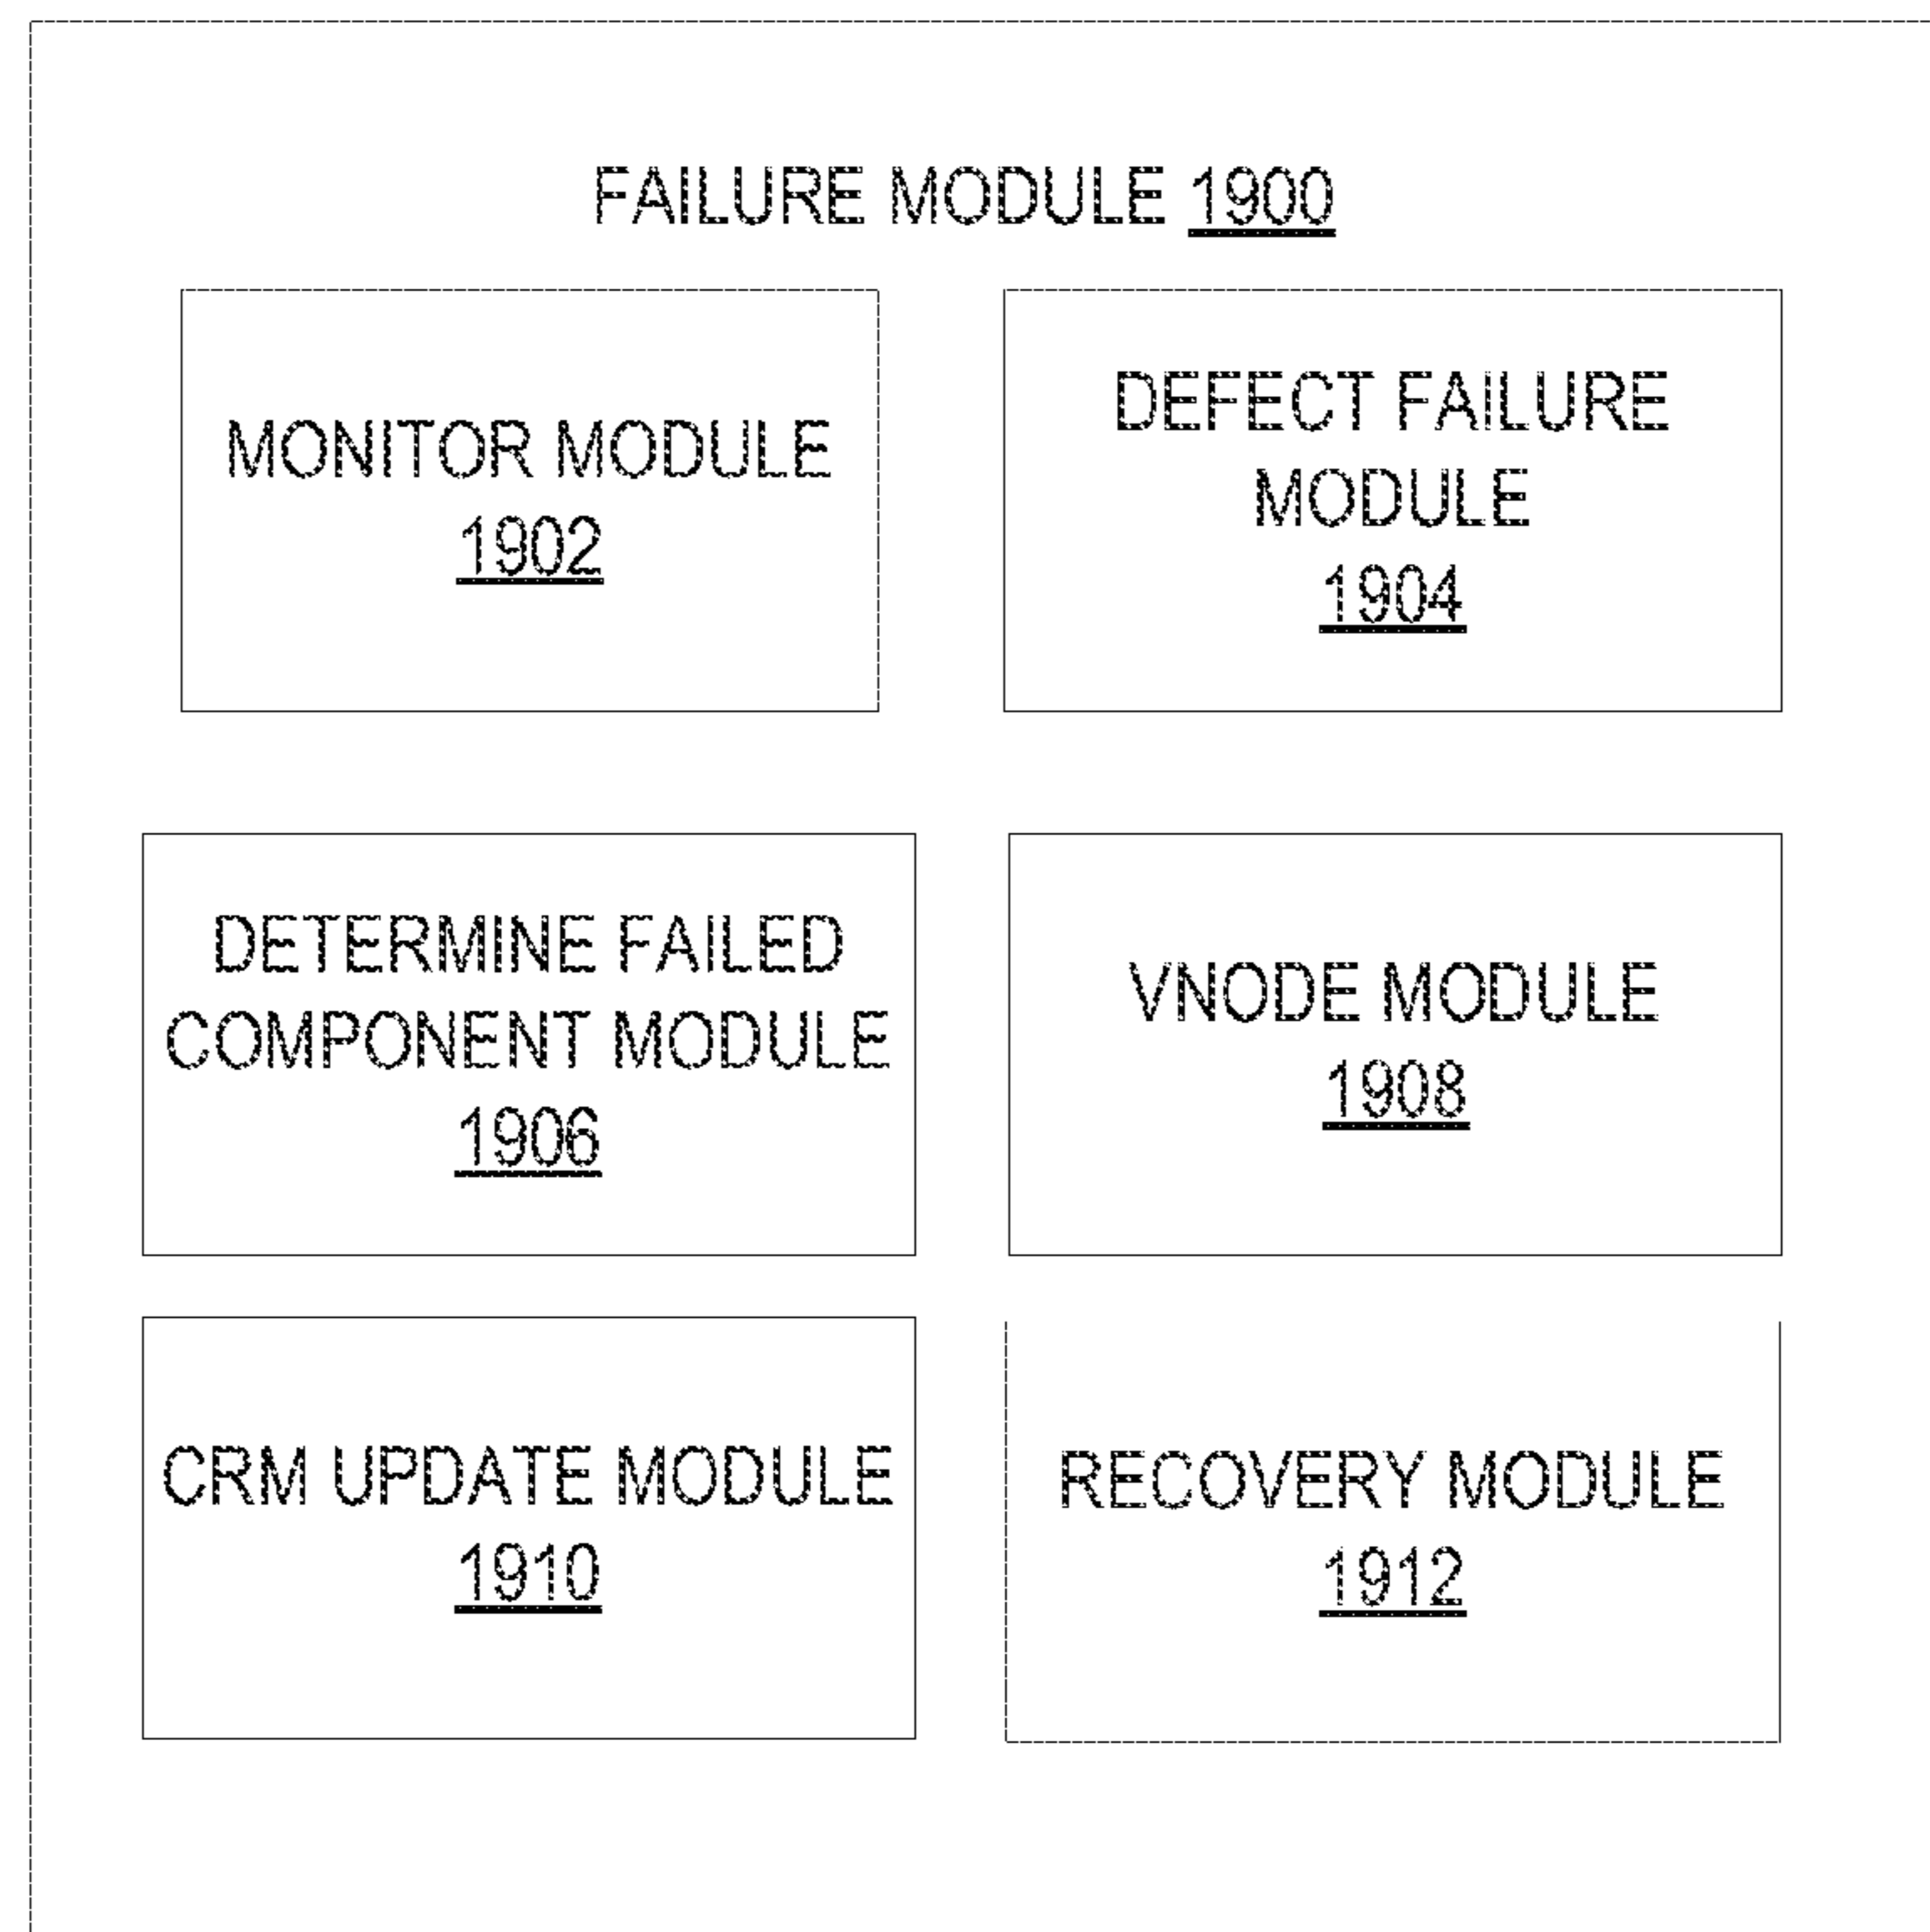 FAILURE MODULE 1900
MONITOR MODULE
1902
DEFECT FAILURE
MODULE
1904
DETERMINE FAILED
COMPONENT MODULE
1906
VNODE MODULE
1908
CRM UPDATE MODULE
1910
RECOVERY MODULE
1912